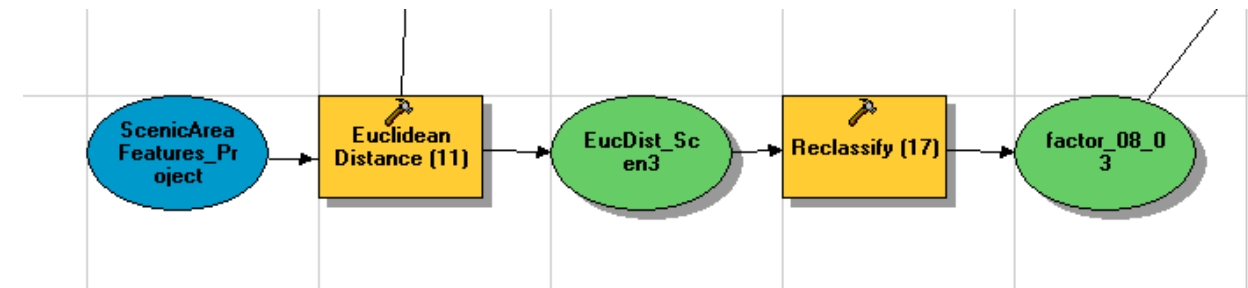 ScenicArea
Features_Pr
oject
Euclidean
Distance (11)
EucDist_Sc
en3
Reclassify (17)
factor_08_0
3